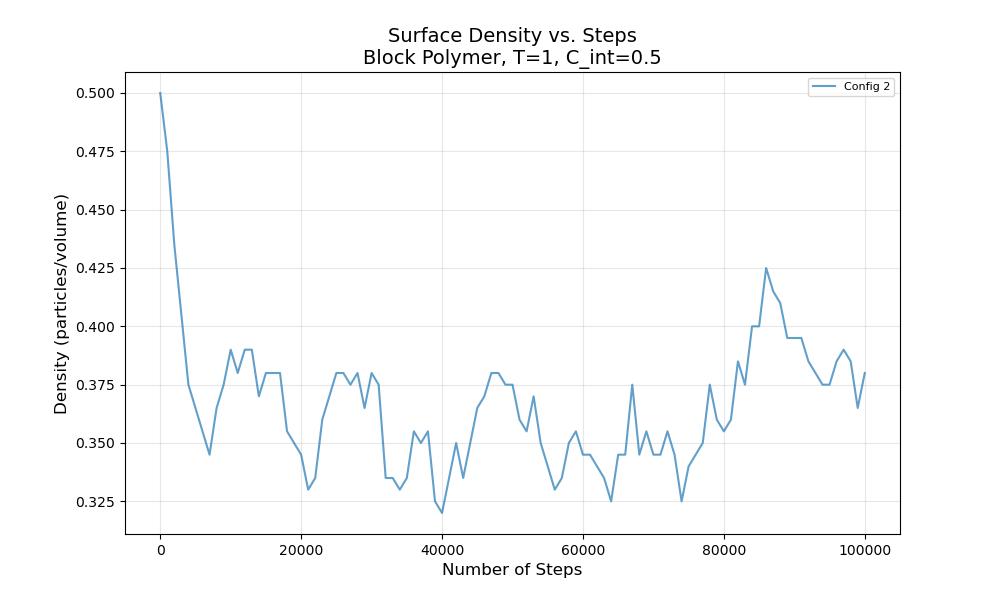 Surface Density vs. Steps
Block Polymer, T=1, C_int=0.5
Config 2
Density (particles/volume)
0.500
0.475
0.450
0.425
0.400
0.375
0.350
0.325
0
20000
40000
60000
80000
100000
Number of Steps